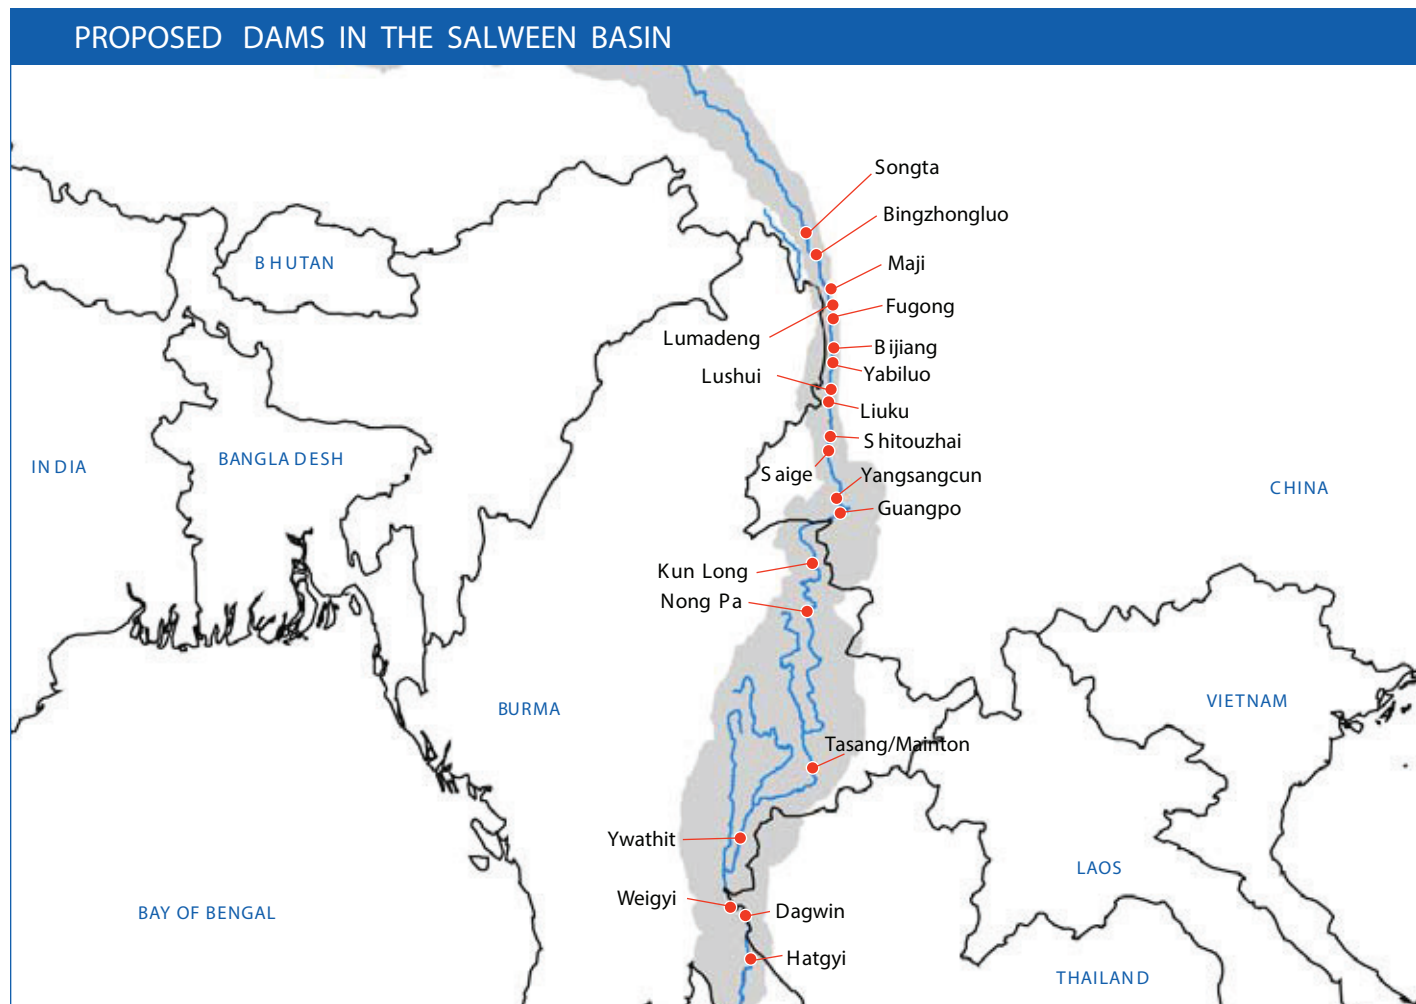 PROPOSED DAMS IN THE SALWEEN BASIN
Songta
Bingzhongluo
BHUTAN
Maji
Fugong
Lumadeng
Bijiang
Yabiluo
Lushui
Liuku
Shitouzhai
INDIA
BANGLADESH
Saige
Yangsangcun
CHINA
Guangpo
Kun Long
Nong Pa
BURMA
VIETNAM
Tasang/Mainton
Ywathit
LAOS
Weigyi
Dagwin
BAY OF BENGAL
Hatgyi
THAILAND